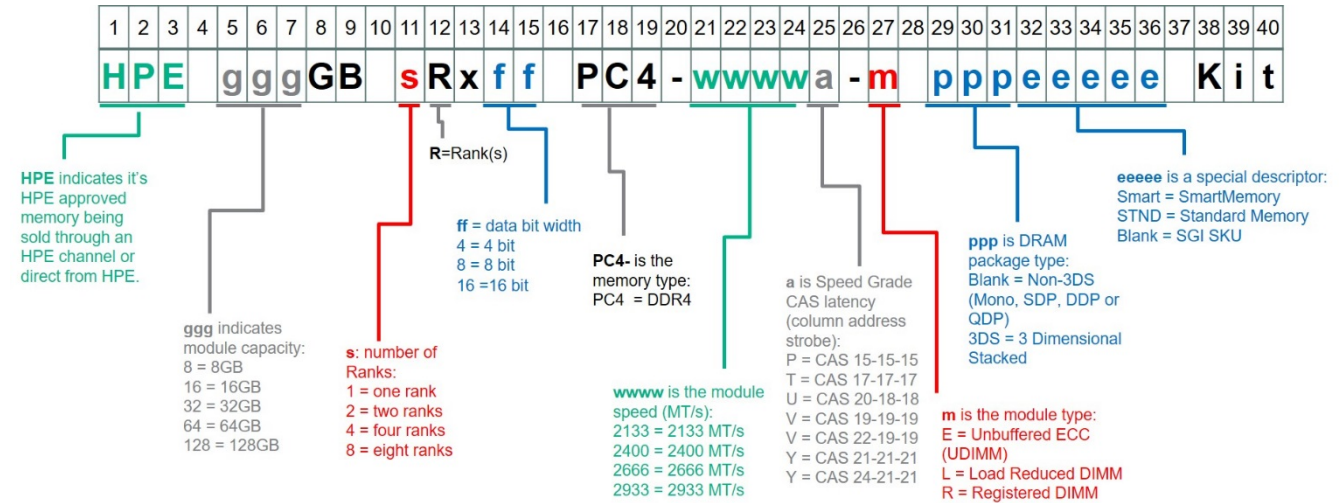 1 2 3 4 5 6 7 8 9 10 11 12 13 14 15 16 17 18 19 20 21 22 23 24 25 26 27 28 29 30 31 32 33 34 35 36 37 38 39 40
HPE gggGB sRxff PC4-wwwwa-m pppeeeee Kit
HPE indicates it's
HPE approved
memory being
sold through an
HPE channel or
direct from HPE.
ggg indicates
module capacity:
8 = 8GB
16 = 16GB
32 = 32GB
64 = 64GB
128 = 128GB
s: number of
Ranks:
1 = one rank
2 = two ranks
4 = four ranks
8 = eight ranks
R=Rank(s)
ff = data bit width
4 = 4 bit
8 = 8 bit
16 =16 bit
PC4- is the
memory type:
PC4 = DDR4
wwww is the module
speed (MT/s):
2133 = 2133 MT/s
2400 = 2400 MT/s
2666 = 2666 MT/s
2933 = 2933 MT/s
a is Speed Grade
CAS latency
(column address
strobe):
P = CAS 15-15-15
T = CAS 17-17-17
U = CAS 20-18-18
V = CAS 19-19-19
V = CAS 22-19-19
Y = CAS 21-21-21
Y = CAS 24-21-21
m is the module type:
E = Unbuffered ECC
(UDIMM)
L = Load Reduced DIMM
R = Registered DIMM
ppp is DRAM
package type:
Blank = Non-3DS
(Mono, SDP, DDP or
QDP)
3DS = 3 Dimensional
Stacked
eeeee is a special descriptor:
Smart = SmartMemory
STND = Standard Memory
Blank = SGI SKU